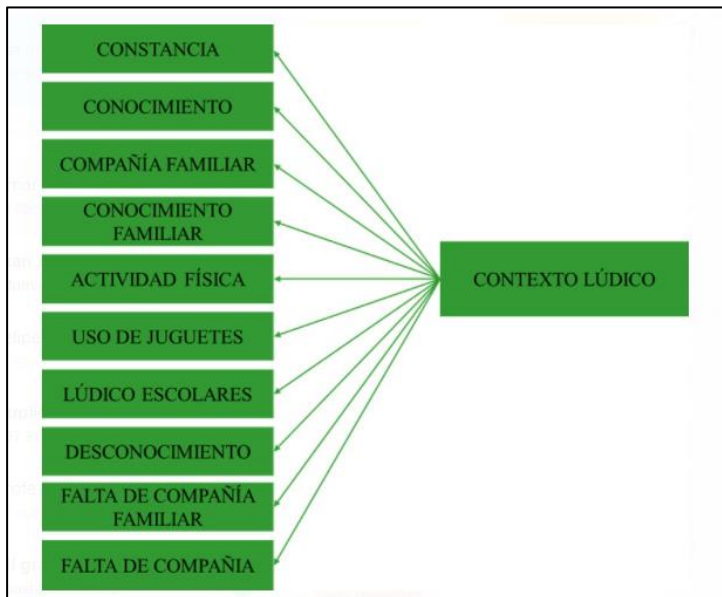 CONSTANCIA
CONOCIMIENTO
COMPAÑÍA FAMILIAR
CONOCIMIENTO
FAMILIAR
ACTIVIDAD FÍSICA
USO DE JUGUETES
LÚDICO ESCOLARES
DESCONOCIMIENTO
FALTA DE COMPAÑÍA
FAMILIAR
FALTA DE COMPAÑIA
CONTEXTO LÚDICO